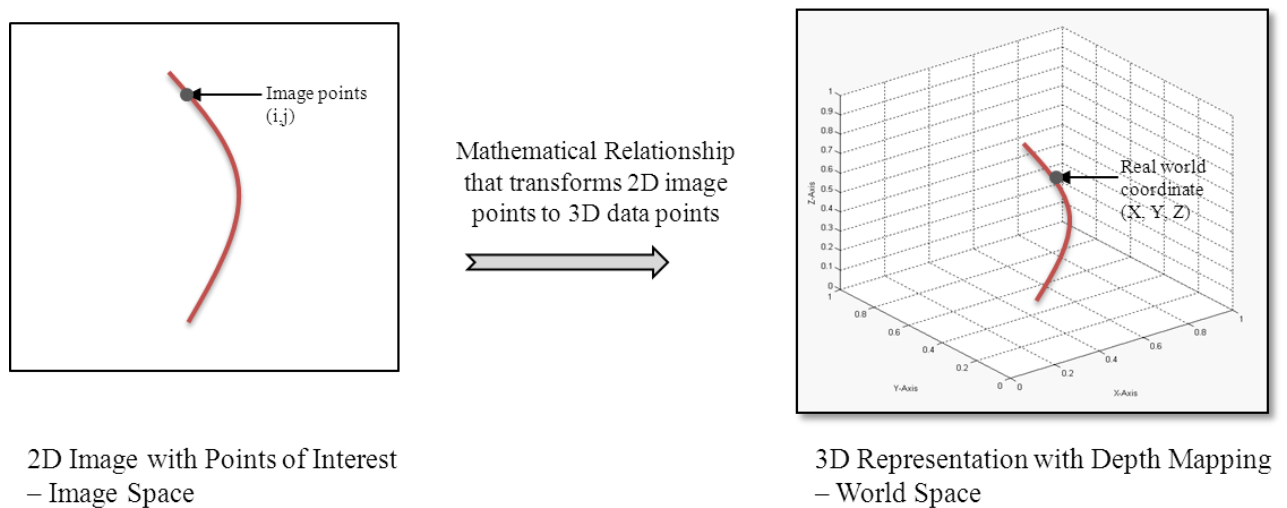 Image points
(i,j)
2D Image with Points of Interest
– Image Space
Mathematical Relationship
that transforms 2D image
points to 3D data points
1
0.9
0.8
0.7
0.6
0.5
0.4
0.3
0.2
0.1
0
Z-Axis
1
0.8
0.6
0.4
0.2
0
Y-Axis
0
0.2
0.4
0.6
0.8
1
X-Axis
Real world
coordinate
(X, Y, Z)
3D Representation with Depth Mapping
– World Space